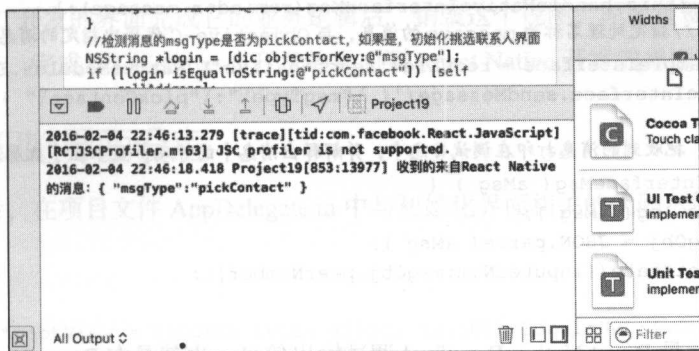 }
//检测消息的msgType是否为pickContact，如果是，初始化挑选联系人界面
NSString *login = [dic objectForKey:@"msgType"];
if ([login isEqualToString:@"pickContact"]) [self
Project19
2016-02-04 22:46:13.279 [trace][tid:com.facebook.React.JavaScript]
[RCTJSCProfiler.m:63] JSC profiler is not supported.
2016-02-04 22:46:18.418 Project19[853:13977] 收到的来自React Native
的消息: { "msgType":"pickContact" }
All Output
Widths
Cocoa T
Touch cla
UI Test
implemen
Unit Tes
implemen
Filter